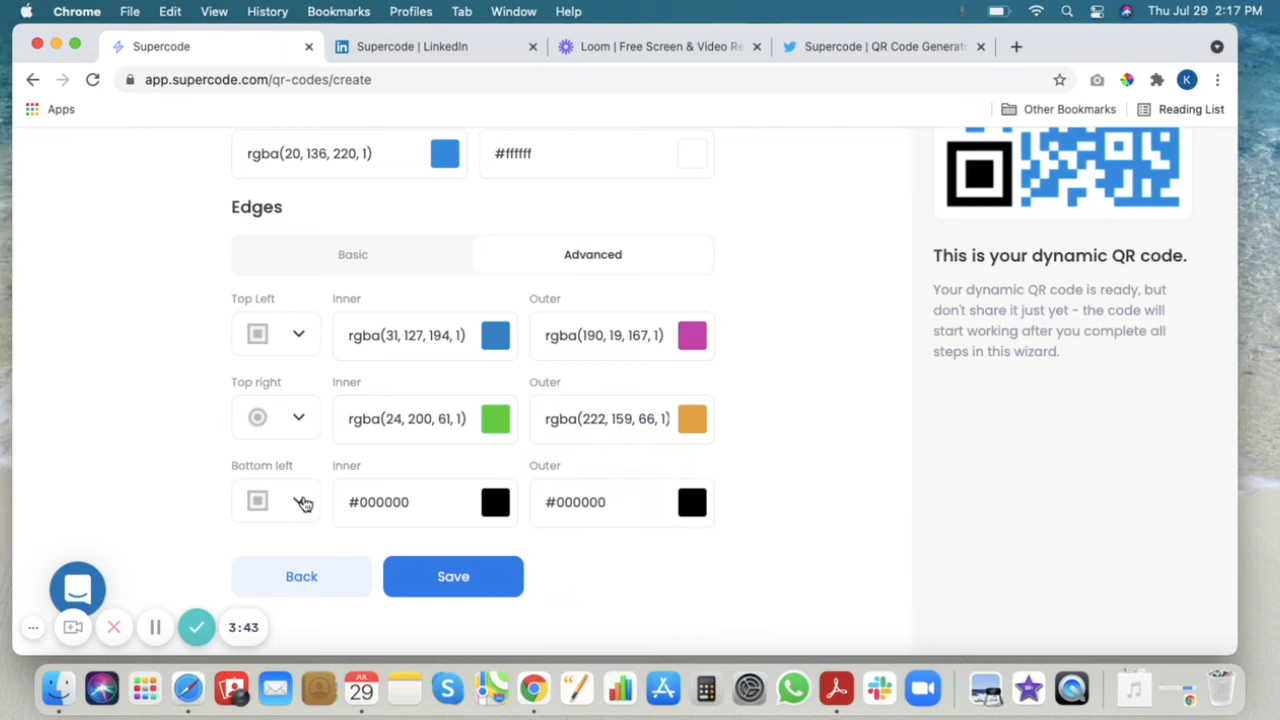 Chrome File Edit View History Bookmarks Profiles Tab Window Help Thu Jul 29 2:17 PM
Supercode Supercode | LinkedIn Loom | Free Screen & Video Re Supercode | QR Code Generato
app.supercode.com/qr-codes/create K
Apps Other Bookmarks Reading List
rgba(20, 136, 220, 1) #ffffff
Edges
Basic Advanced
Top Left Inner Outer
rgba(31, 127, 194, 1) rgba(190, 19, 167, 1)
Top right Inner Outer
rgba(24, 200, 61, 1) rgba(222, 159, 66, 1)
Bottom left Inner Outer
#000000 #000000
Back Save
This is your dynamic QR code.
Your dynamic QR code is ready, but
don't share it just yet - the code will
start working after you complete all
steps in this wizard.
3:43
JUL
29